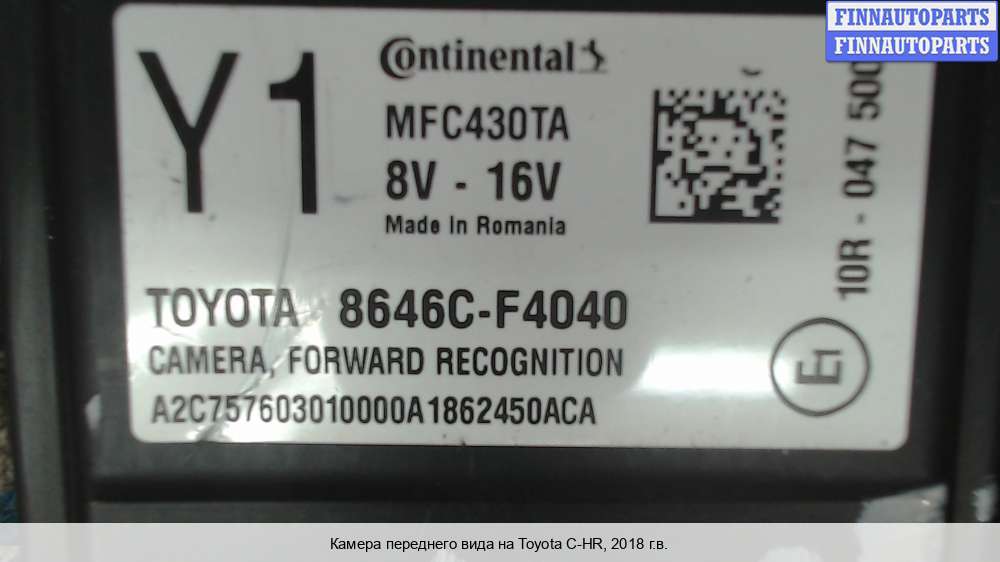 FINNAUTOPARTS
FINNAUTOPARTS
Y1
Continental
MFC430TA
8V - 16V
Made in Romania
10R - 047 500
TOYOTA 8646C-F4040
CAMERA, FORWARD RECOGNITION
A2C757603010000A1862450ACA
E1
Камера переднего вида на Toyota C-HR, 2018 г.в.